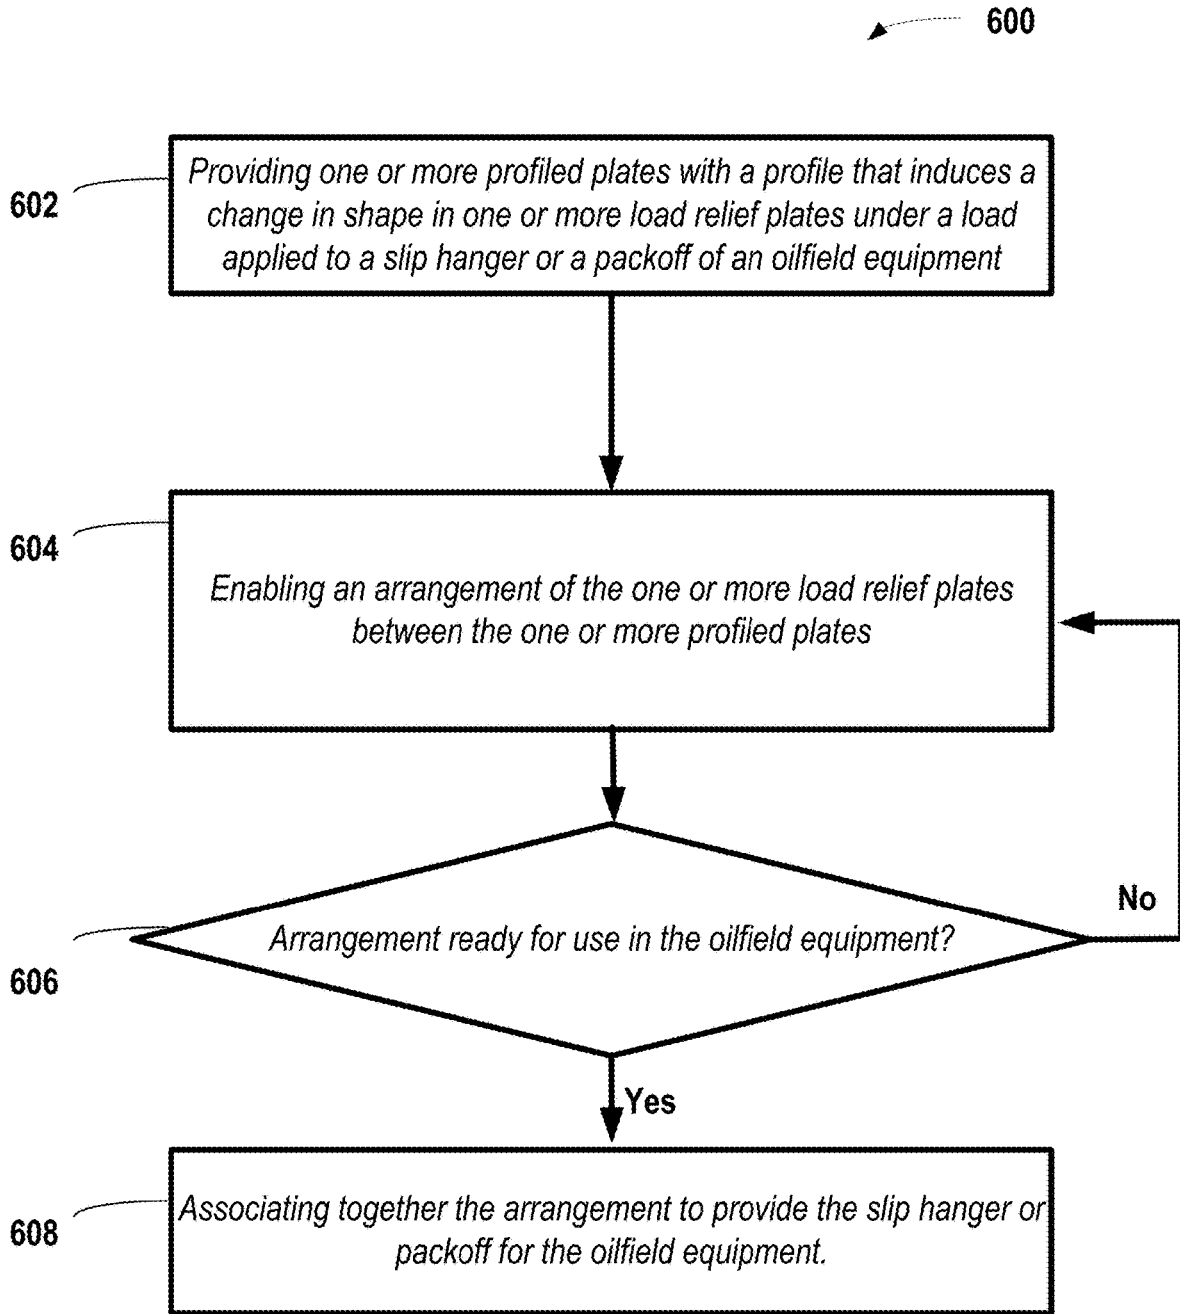 600
602
Providing one or more profiled plates with a profile that induces a
change in shape in one or more load relief plates under a load
applied to a slip hanger or a packoff of an oilfield equipment
604
Enabling an arrangement of the one or more load relief plates
between the one or more profiled plates
No
606
Arrangement ready for use in the oilfield equipment?
Yes
608
Associating together the arrangement to provide the slip hanger or
packoff for the oilfield equipment.